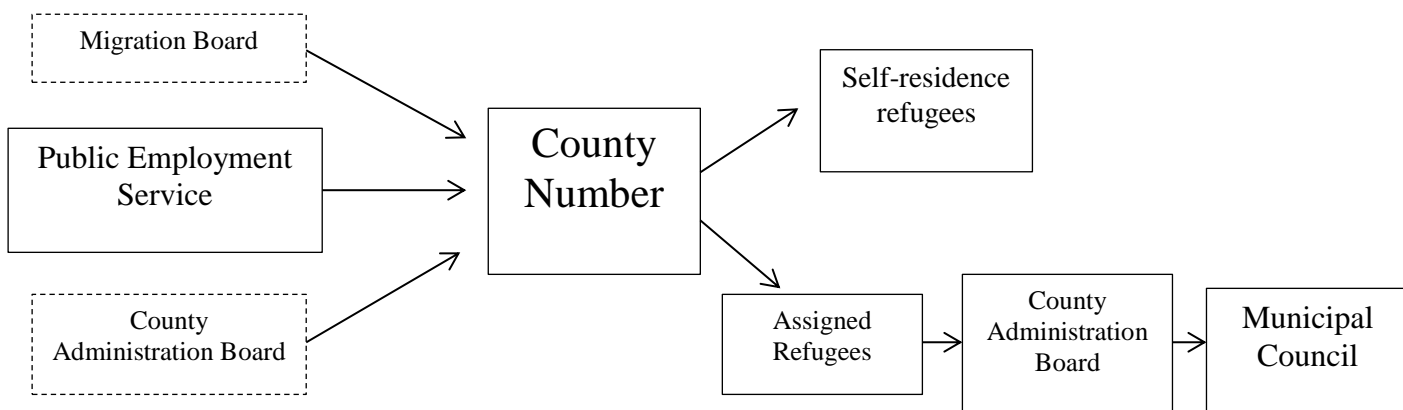 Migration Board
Public Employment
Service
County
Administration Board
County
Number
Self-residence
refugees
Assigned
Refugees
County
Administration
Board
Municipal
Council